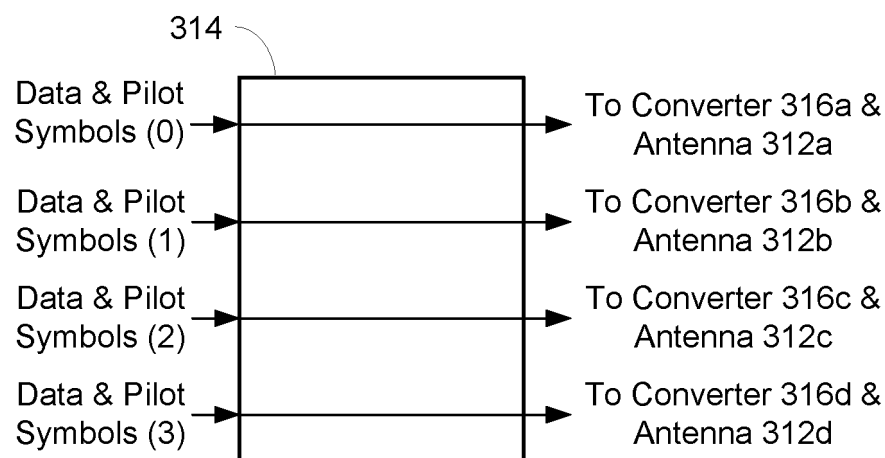 314
Data & Pilot
Symbols (0)
To Converter 316a &
Antenna 312a
Data & Pilot
Symbols (1)
To Converter 316b &
Antenna 312b
Data & Pilot
Symbols (2)
To Converter 316c &
Antenna 312c
Data & Pilot
Symbols (3)
To Converter 316d &
Antenna 312d